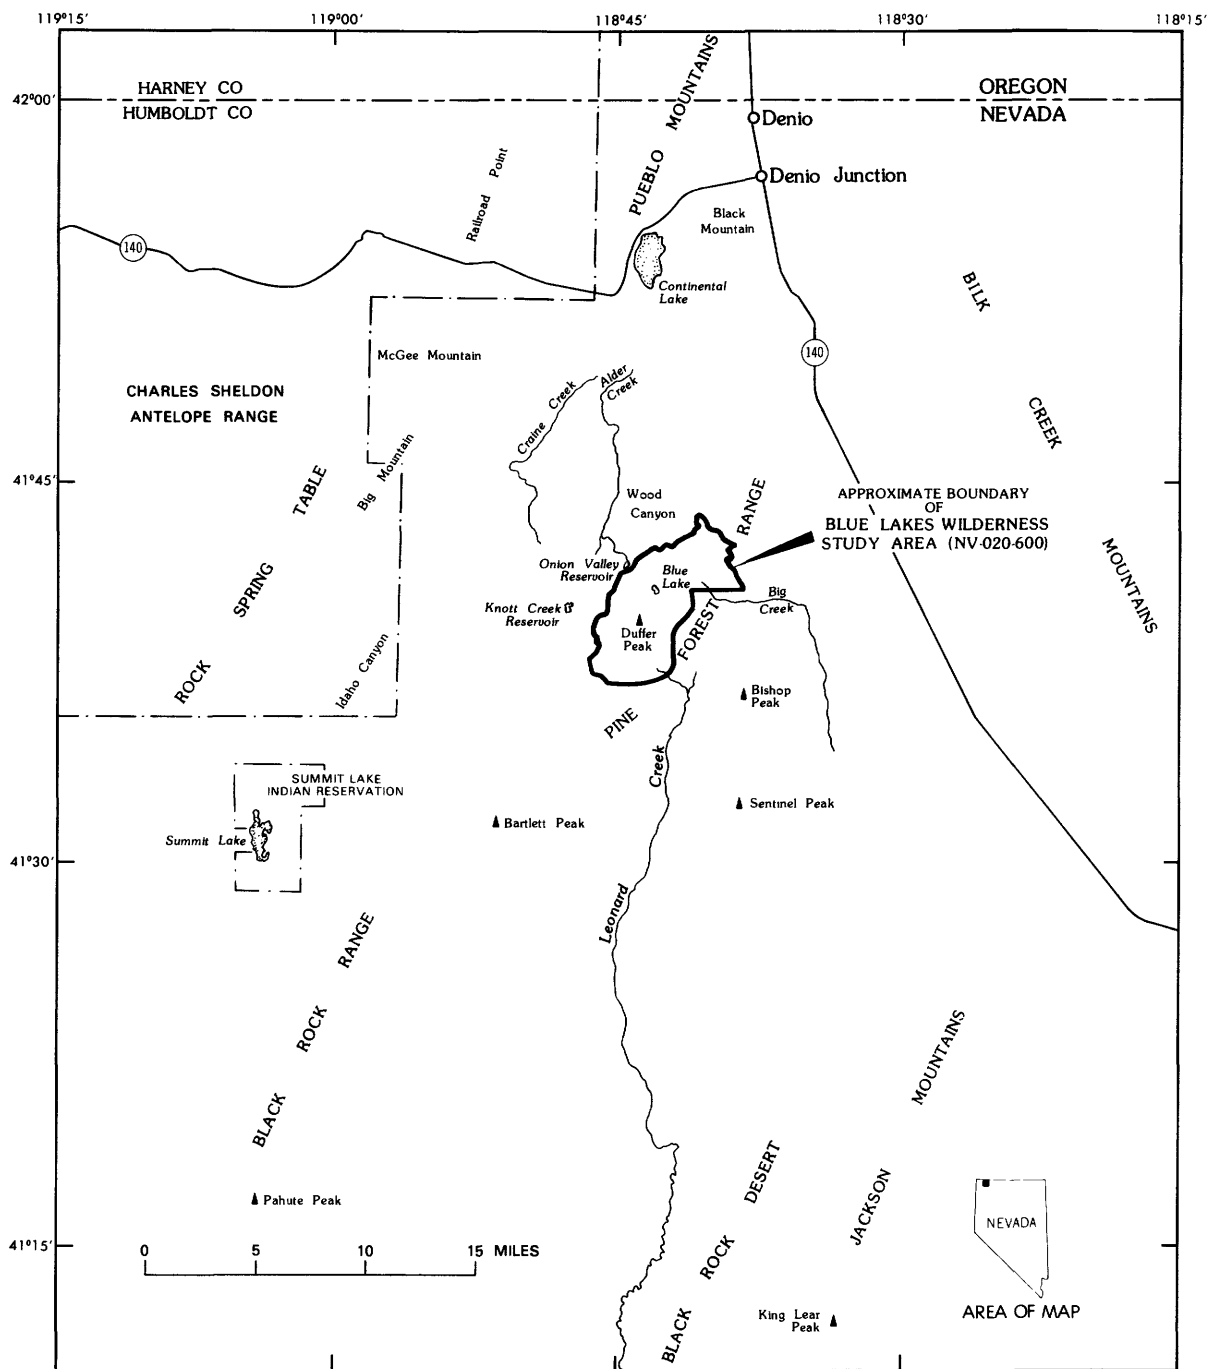 119°15'
119°00'
118°45'
118°30'
118°15'
HARNEY CO
HUMBOLDT CO
OREGON
NEVADA
42°00'
Denio
Denio Junction
PUEBLO MOUNTAINS
Railroad Point
Black
Mountain
140
Continental
Lake
BILK CREEK MOUNTAINS
140
McGee Mountain
CHARLES SHELDON
ANTELOPE RANGE
Craine Creek
Alder
Creek
Big Mountain
41°45'
ROCK SPRING TABLE
Wood
Canyon
APPROXIMATE BOUNDARY
OF
BLUE LAKES WILDERNESS
STUDY AREA (NV-020-600)
Onion Valley
Reservoir
Blue
Lake
Big
Creek
Knott Creek
Reservoir
Duffer
Peak
PINE FOREST RANGE
Idaho Canyon
Bishop
Peak
SUMMIT LAKE
INDIAN RESERVATION
Summit Lake
Sentinel Peak
Bartlett Peak
41°30'
Leonard Creek
BLACK ROCK RANGE
JACKSON MOUNTAINS
BLACK ROCK DESERT
Pahute Peak
41°15'
0 5 10 15 MILES
King Lear
Peak
NEVADA
AREA OF MAP